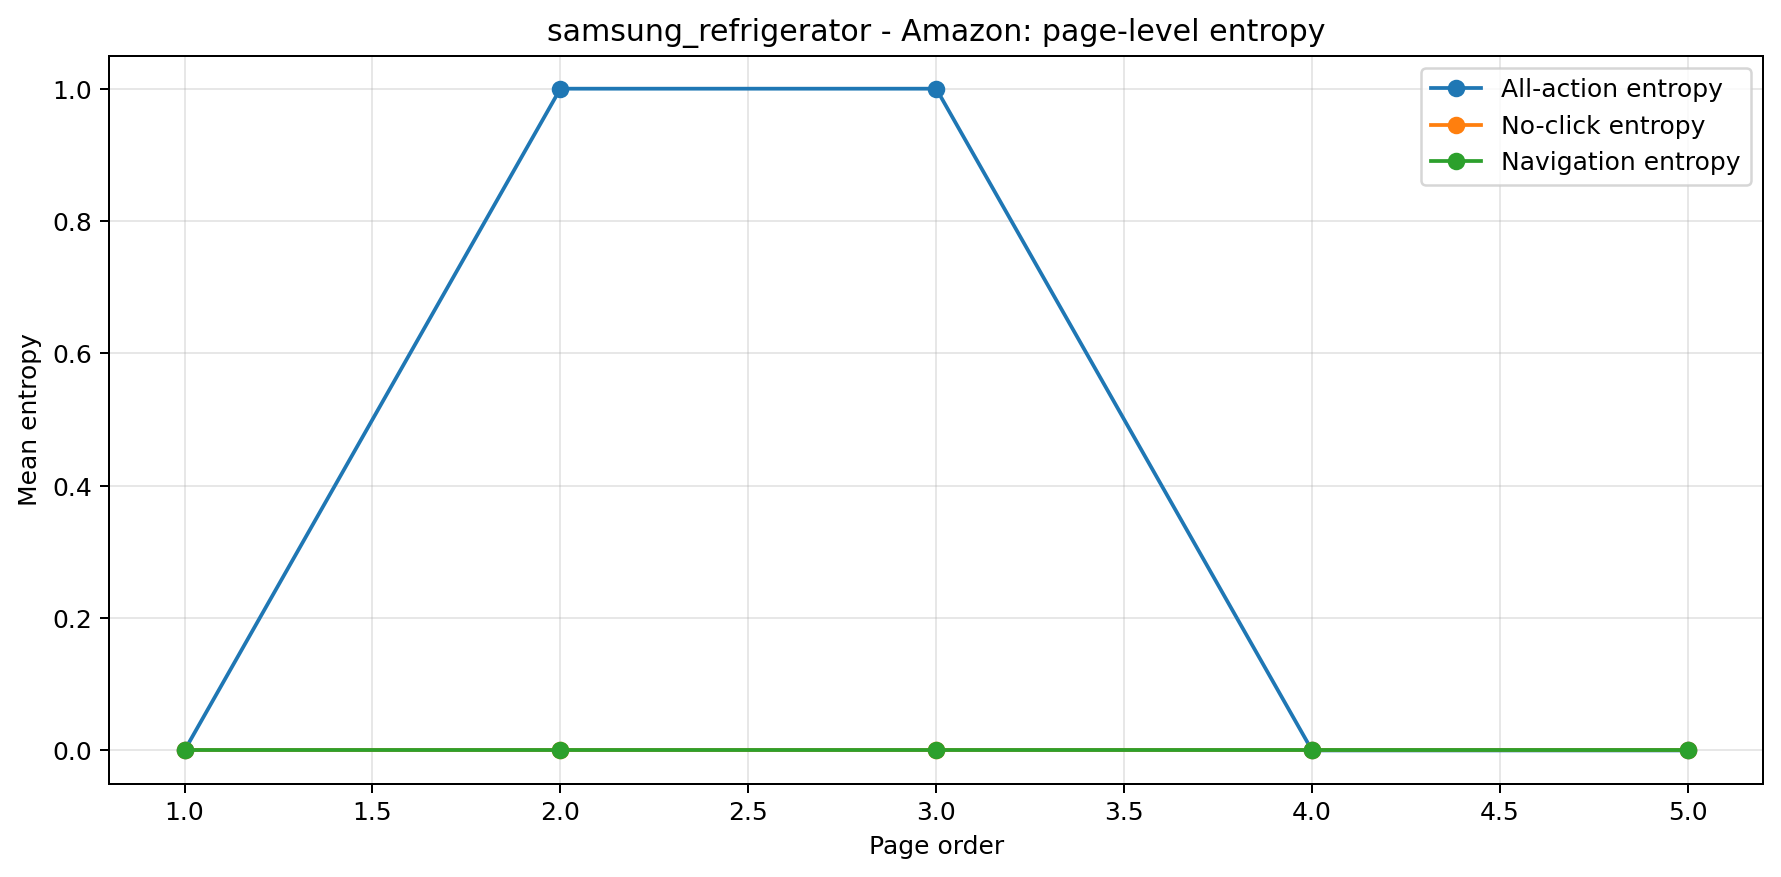 samsung_refrigerator - Amazon: page-level entropy
All-action entropy
No-click entropy
Navigation entropy
Mean entropy
1.0
0.8
0.6
0.4
0.2
0.0
1.0 1.5 2.0 2.5 3.0 3.5 4.0 4.5 5.0
Page order